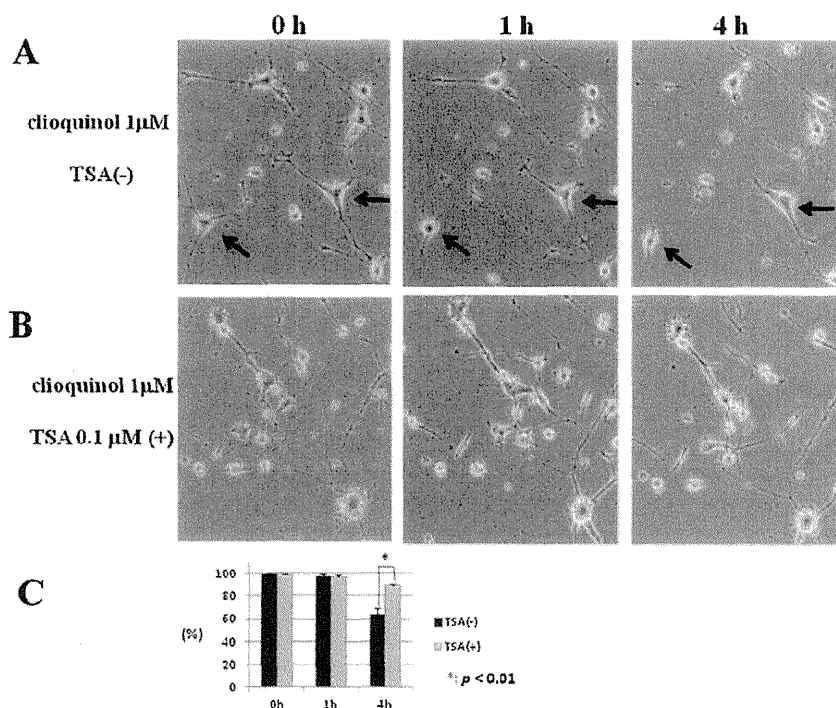 0 h 1 h 4 h
A
clioquinol 1μM
TSA(-)
B
clioquinol 1μM
TSA 0.1 μM (+)
C
(%)
100
80
60
40
20
0
0h 1h 4h
*
TSA(-)
TSA(+)
*: p < 0.01